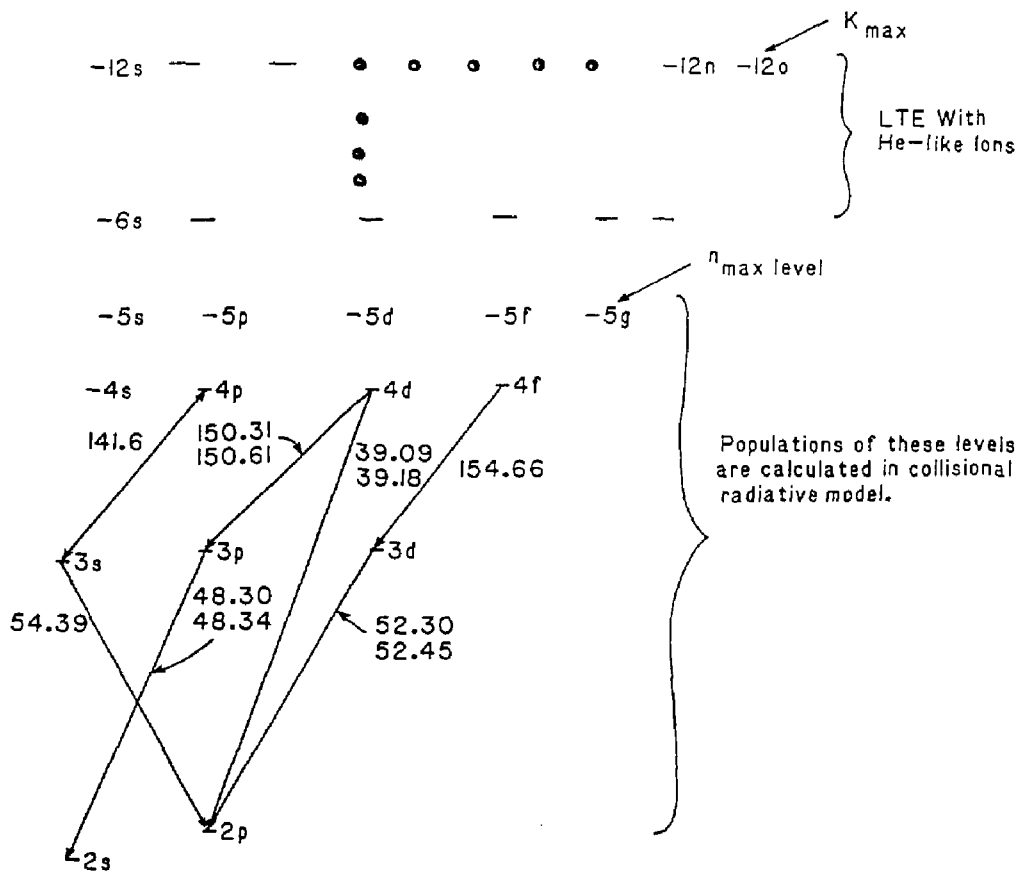 K max
-12s -12n -12o
LTE With
He-like Ions
-6s
n max level
-5s -5p -5d -5f -5g
-4s -4p -4d -4f
141.6
150.31
150.61
39.09
39.18
154.66
Populations of these levels
are calculated in collisional
radiative model.
-3s -3p -3d
54.39
48.30
48.34
52.30
52.45
-2p
-2s